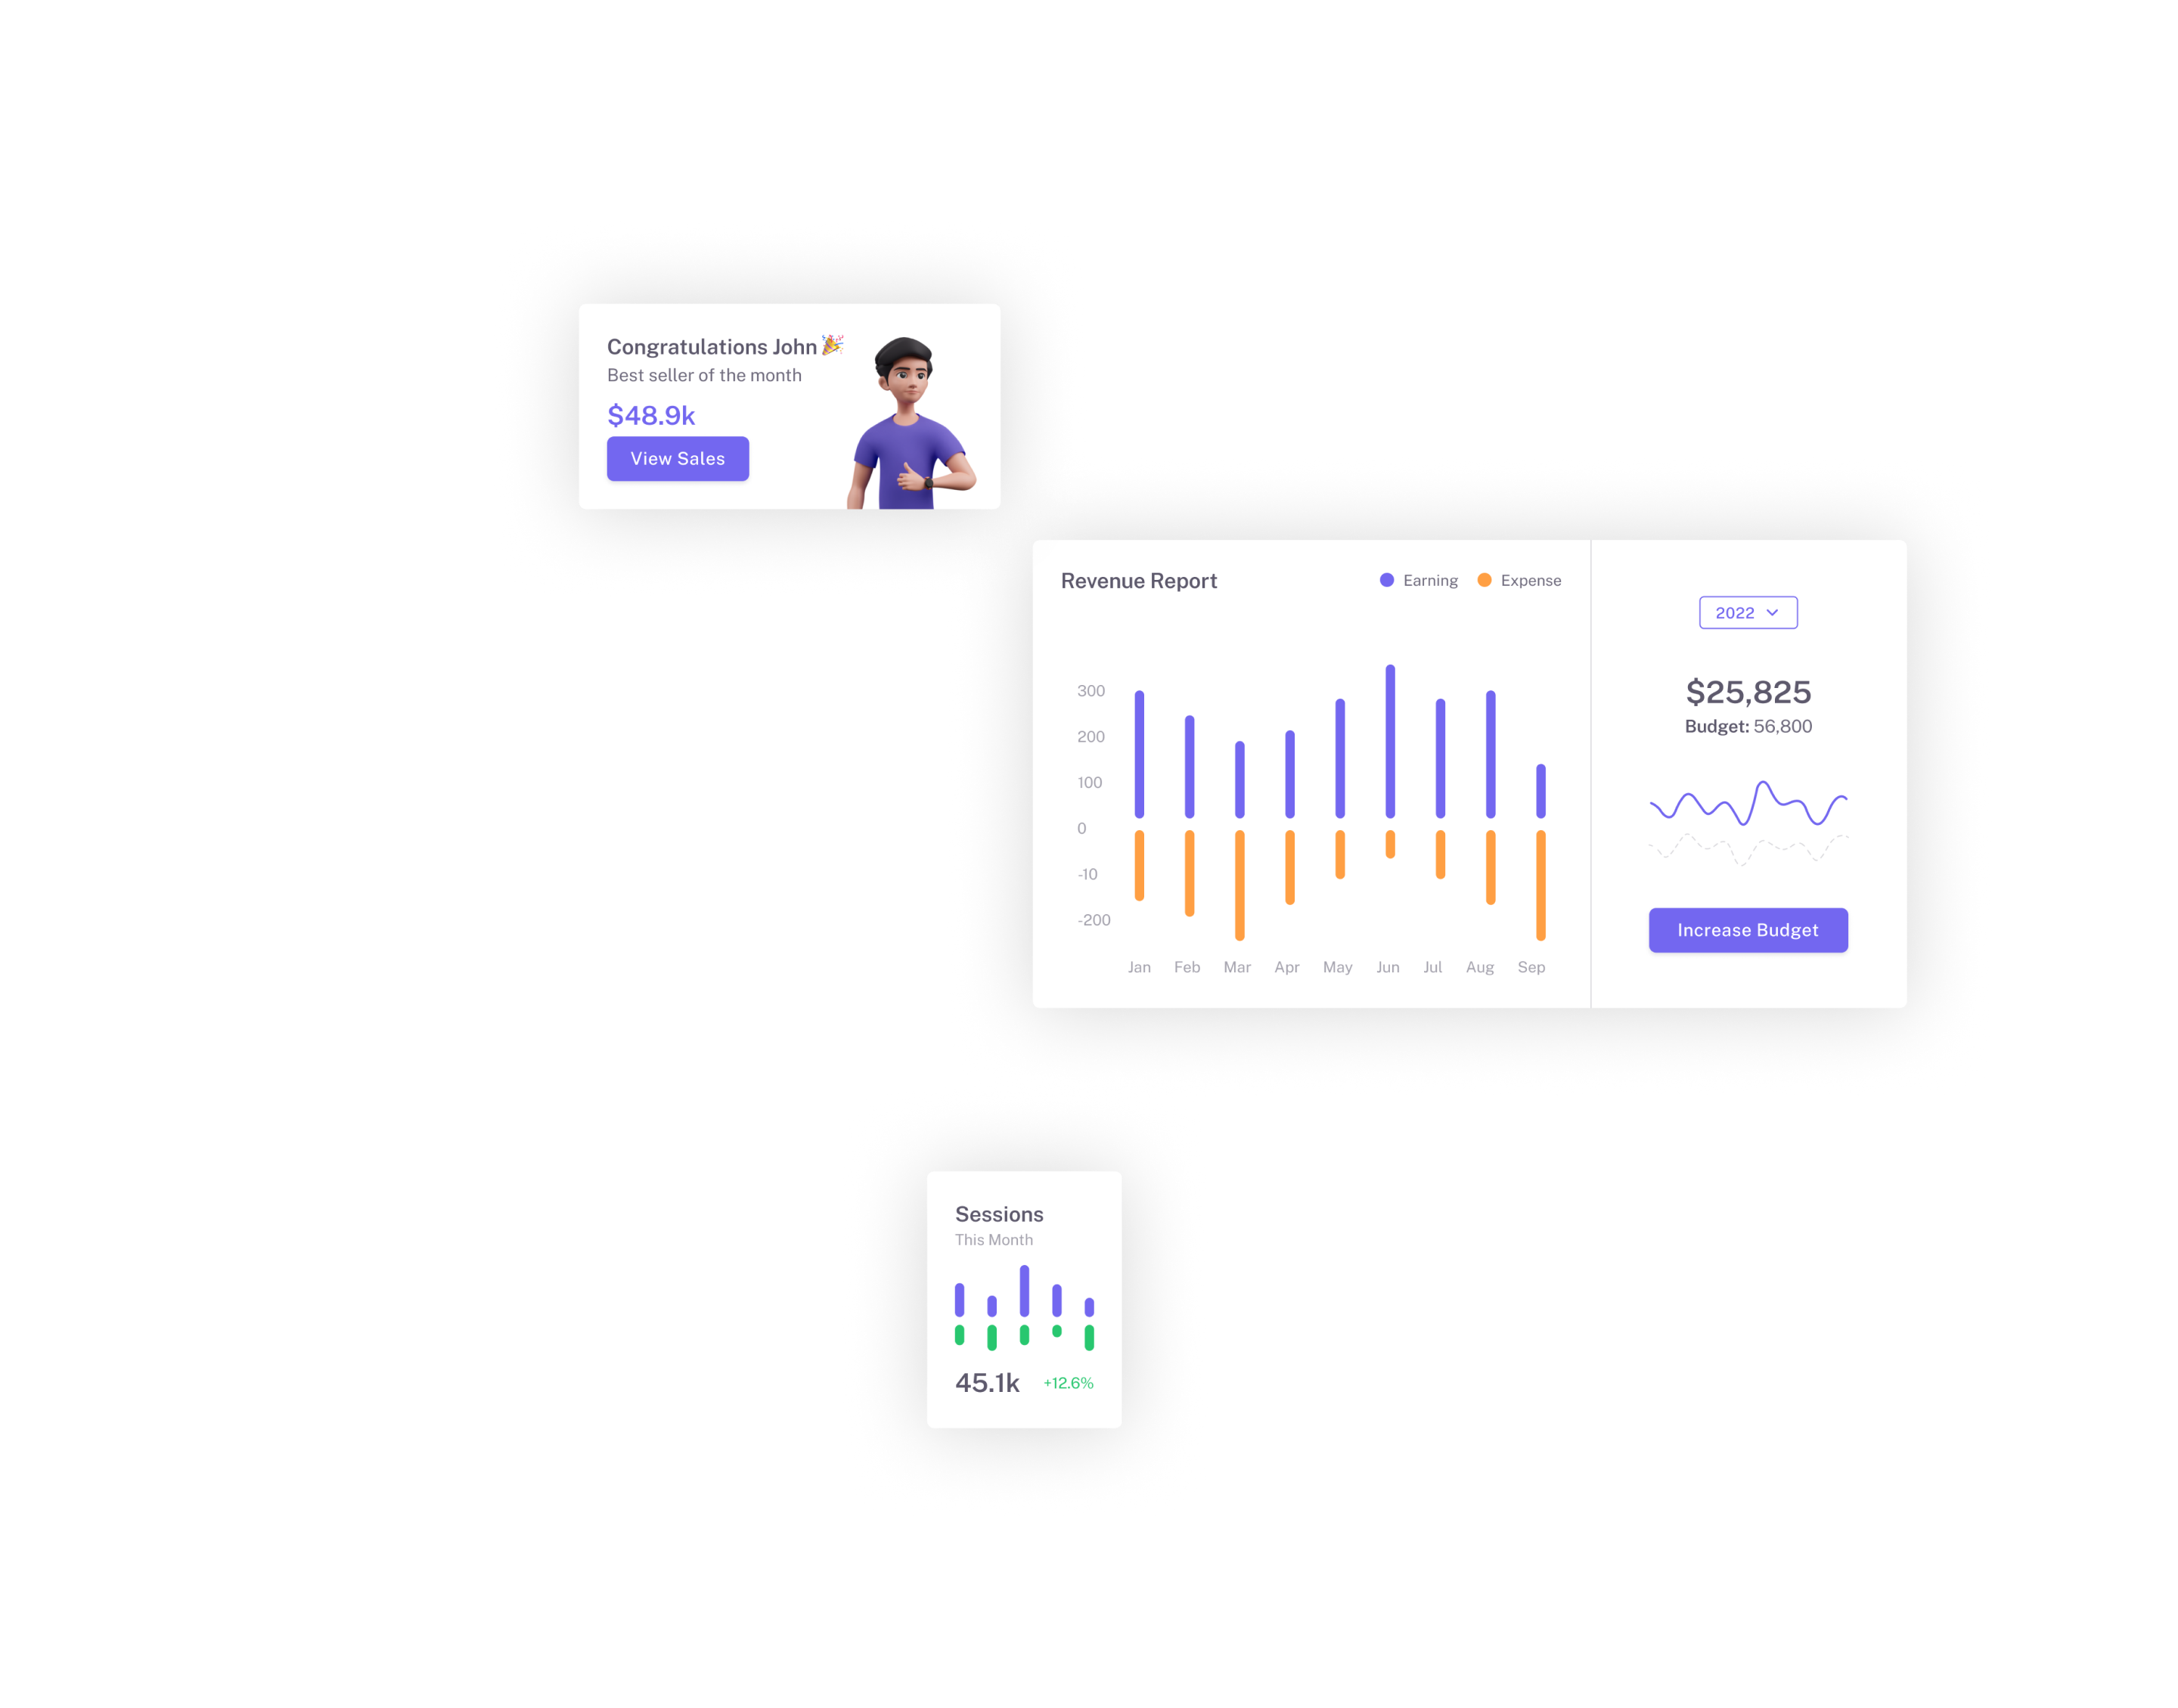 Congratulations John 🎉
Best seller of the month
$48.9k
View Sales
Revenue Report
Earning
Expense
300
200
100
0
-10
-200
Jan Feb Mar Apr May Jun Jul Aug Sep
2022
$25,825
Budget: 56,800
Increase Budget
Sessions
This Month
45.1k +12.6%